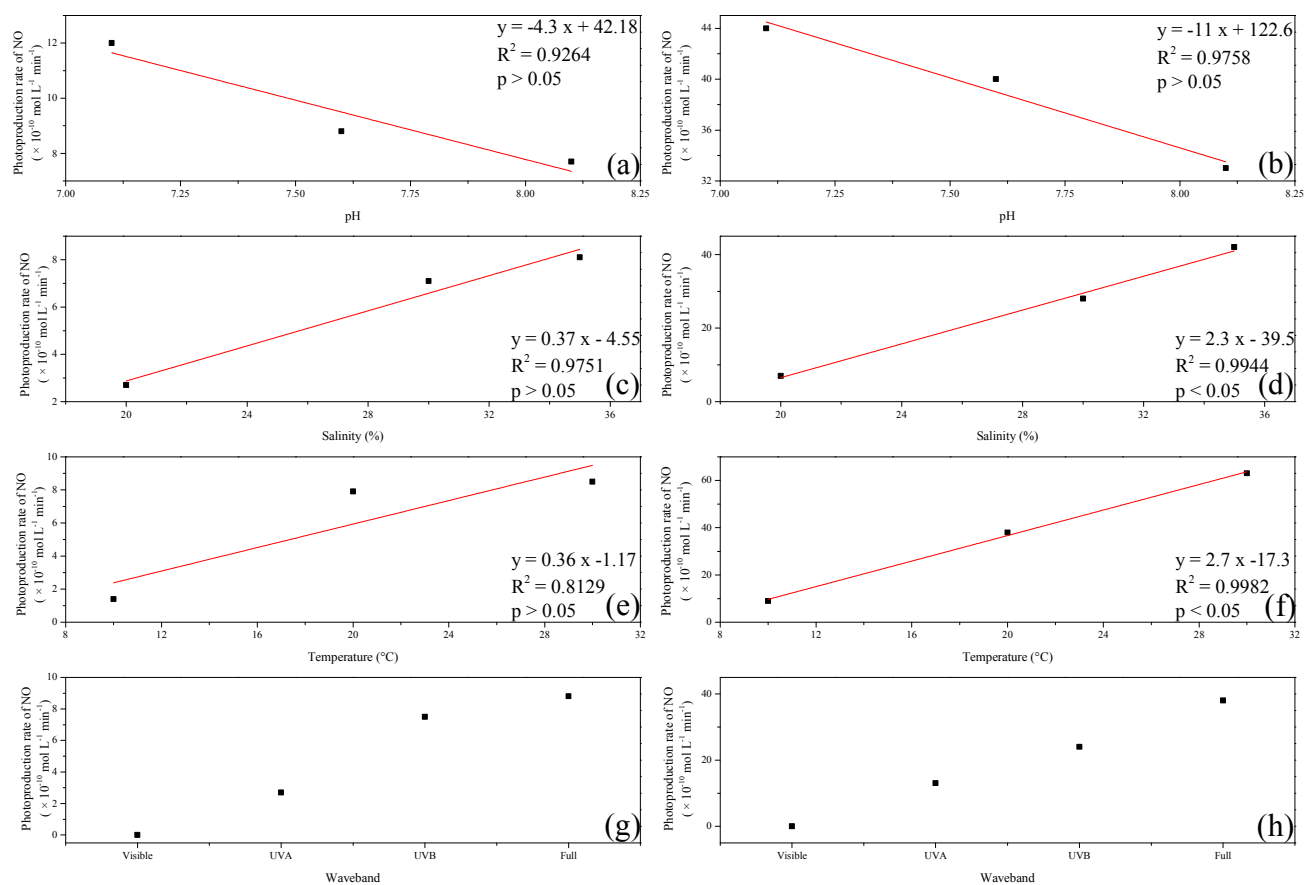 Photoproduction rate of NO
( × 10⁻¹⁰ mol L⁻¹ min⁻¹)
12
10
8
y = -4.3 x + 42.18
R² = 0.9264
p > 0.05
(a)
7.00 7.25 7.50 7.75 8.00 8.25
pH
Photoproduction rate of NO
( × 10⁻¹⁰ mol L⁻¹ min⁻¹)
44
40
36
32
y = -11 x + 122.6
R² = 0.9758
p > 0.05
(b)
7.00 7.25 7.50 7.75 8.00 8.25
pH
Photoproduction rate of NO
( × 10⁻¹⁰ mol L⁻¹ min⁻¹)
8
6
4
2
y = 0.37 x - 4.55
R² = 0.9751
p > 0.05
(c)
20 24 28 32 36
Salinity (%)
Photoproduction rate of NO
( × 10⁻¹⁰ mol L⁻¹ min⁻¹)
40
20
0
y = 2.3 x - 39.5
R² = 0.9944
p < 0.05
(d)
20 24 28 32 36
Salinity (%)
Photoproduction rate of NO
( × 10⁻¹⁰ mol L⁻¹ min⁻¹)
10
8
6
4
2
0
y = 0.36 x -1.17
R² = 0.8129
p > 0.05
(e)
8 12 16 20 24 28 32
Temperature (°C)
Photoproduction rate of NO
( × 10⁻¹⁰ mol L⁻¹ min⁻¹)
60
40
20
0
y = 2.7 x -17.3
R² = 0.9982
p < 0.05
(f)
8 12 16 20 24 28 32
Temperature (°C)
Photoproduction rate of NO
( × 10⁻¹⁰ mol L⁻¹ min⁻¹)
10
8
6
4
2
0
(g)
Visible UVA UVB Full
Waveband
Photoproduction rate of NO
( × 10⁻¹⁰ mol L⁻¹ min⁻¹)
40
20
0
(h)
Visible UVA UVB Full
Waveband